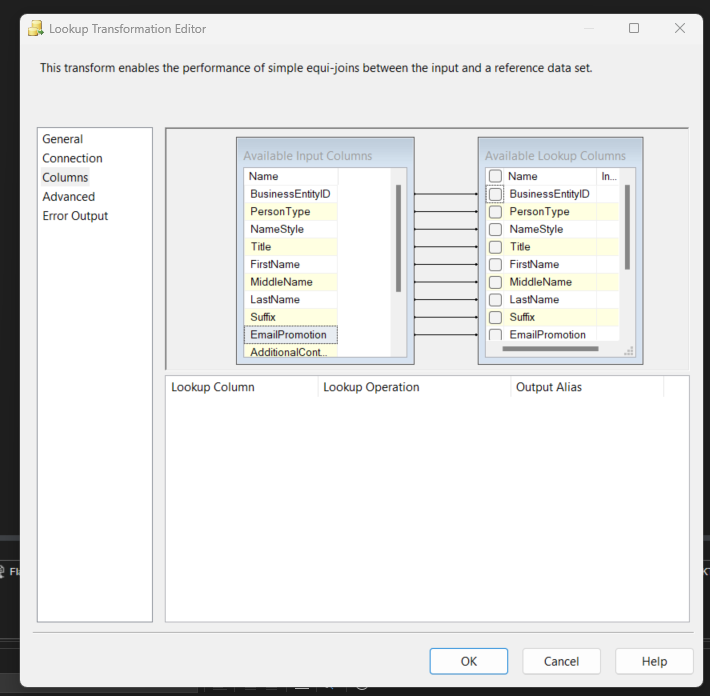 Lookup Transformation Editor
This transform enables the performance of simple equi-joins between the input and a reference data set.
General
Connection
Columns
Advanced
Error Output
Available Input Columns
Name
BusinessEntityID
PersonType
NameStyle
Title
FirstName
MiddleName
LastName
Suffix
EmailPromotion
AdditionalCont...
Available Lookup Columns
Name In...
BusinessEntityID
PersonType
NameStyle
Title
FirstName
MiddleName
LastName
Suffix
EmailPromotion
Lookup Column Lookup Operation Output Alias
OK Cancel Help